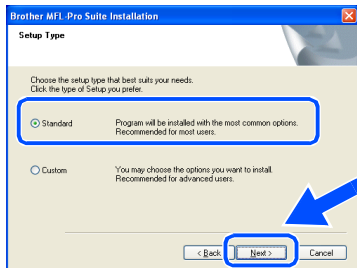 Brother MFL-Pro Suite Installation
Setup Type
Choose the setup type that best suits your needs.
Click the type of Setup you prefer.
Standard
Program will be installed with the most common options.
Recommended for most users.
Custom
You may choose the options you want to install.
Recommended for advanced users.
< Back
Next >
Cancel